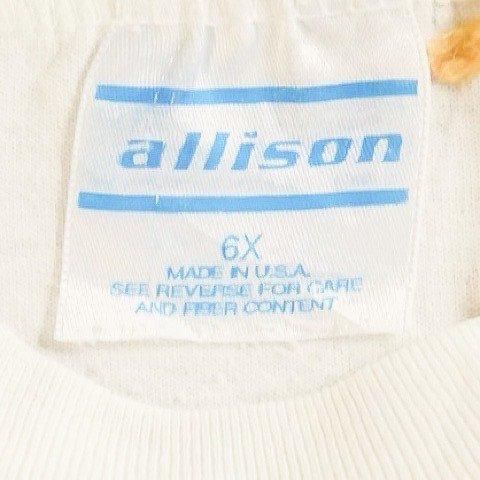 allison
6X
MADE IN U.S.A.
SEE REVERSE FOR CARE
AND FIBER CONTENT